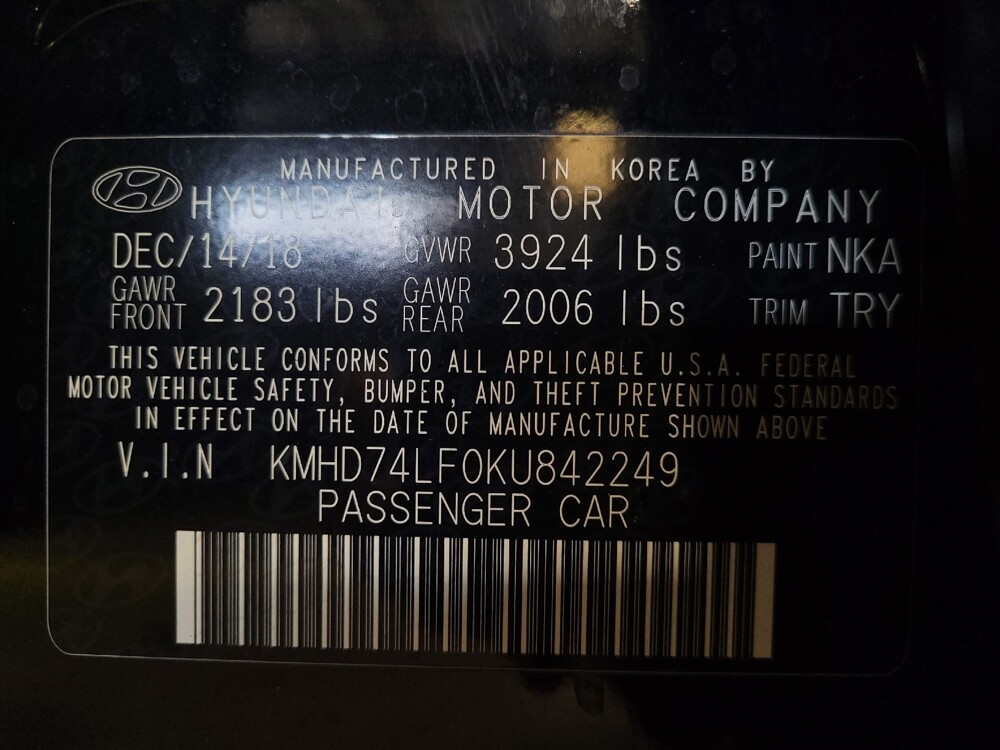 MANUFACTURED IN KOREA BY
HYUNDAI MOTOR COMPANY
DEC/14/18 GVWR 3924 lbs PAINT NKA
GAWR FRONT 2183 lbs GAWR REAR 2006 lbs TRIM TRY
THIS VEHICLE CONFORMS TO ALL APPLICABLE U.S.A. FEDERAL
MOTOR VEHICLE SAFETY, BUMPER, AND THEFT PREVENTION STANDARDS
IN EFFECT ON THE DATE OF MANUFACTURE SHOWN ABOVE
V.I.N KMHD74LF0KU842249
PASSENGER CAR